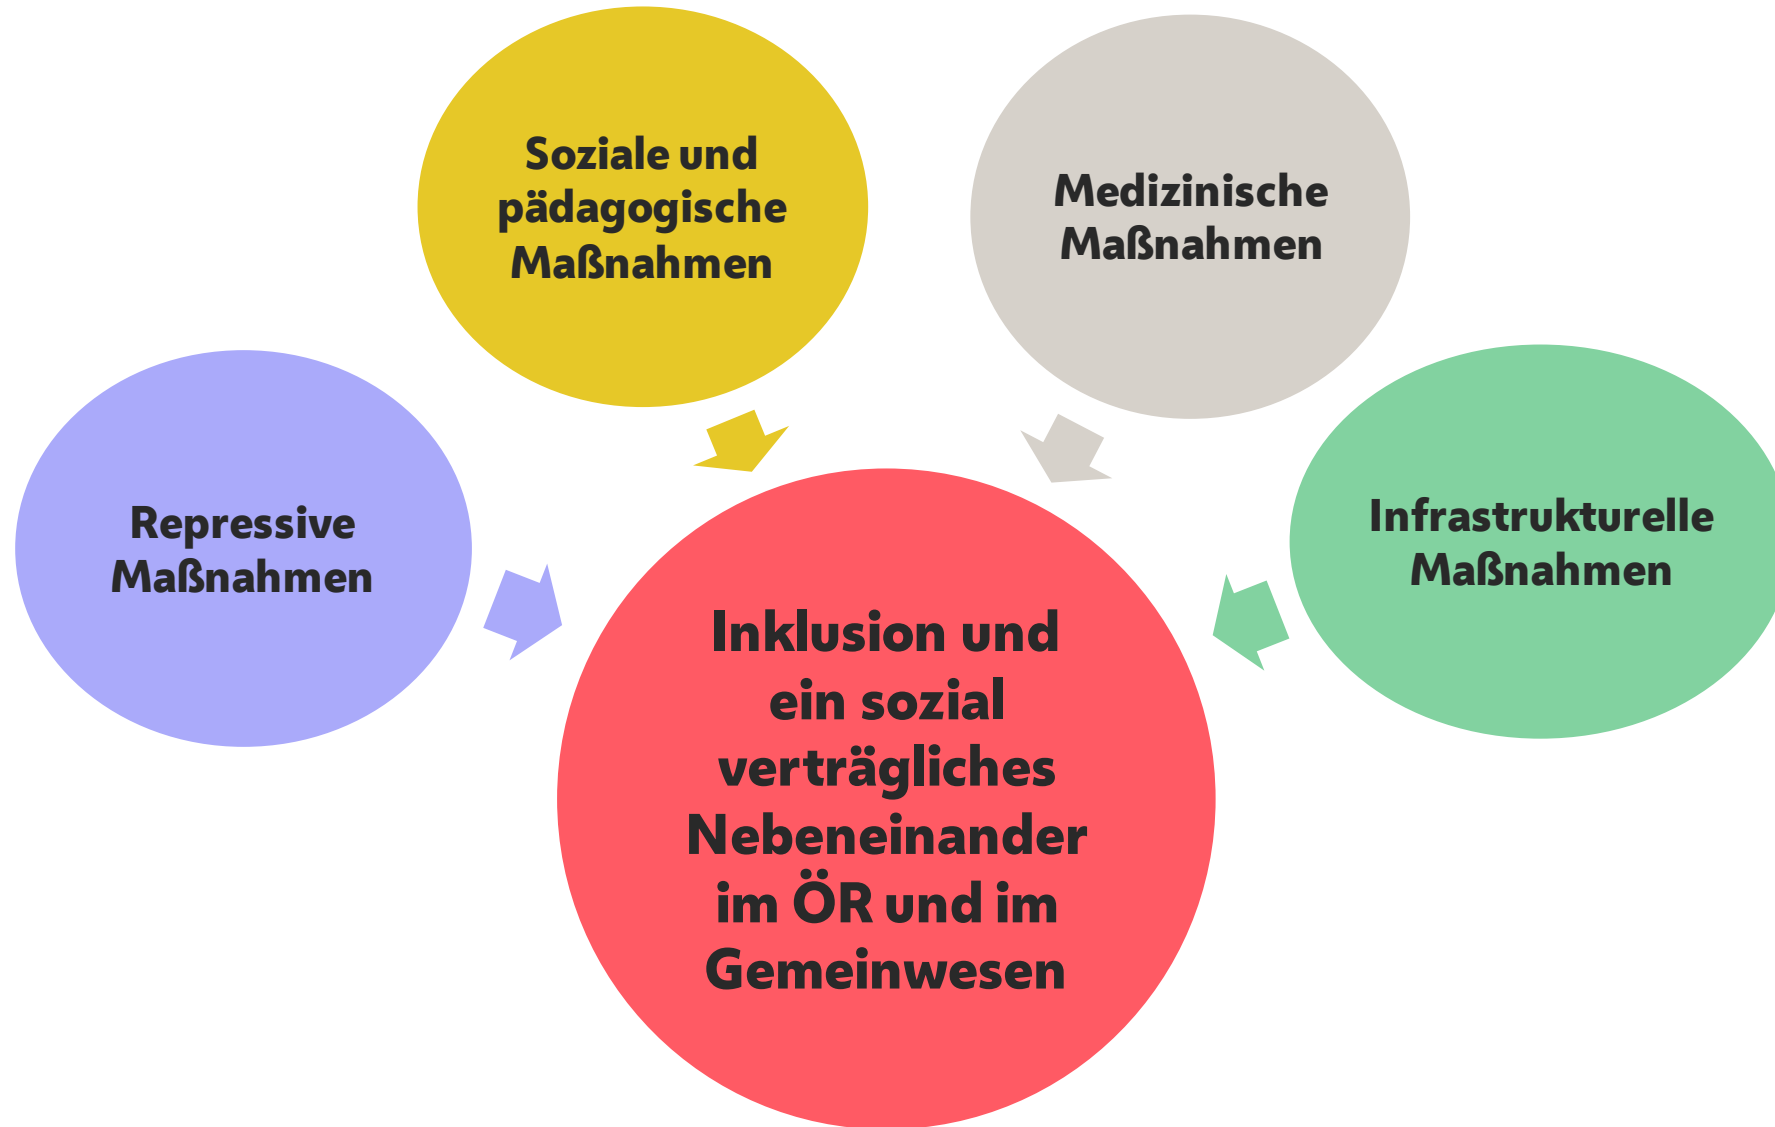 Soziale und
pädagogische
Maßnahmen
Medizinische
Maßnahmen
Repressive
Maßnahmen
Infrastrukturelle
Maßnahmen
Inklusion und
ein sozial
verträgliches
Nebeneinander
im ÖR und im
Gemeinwesen